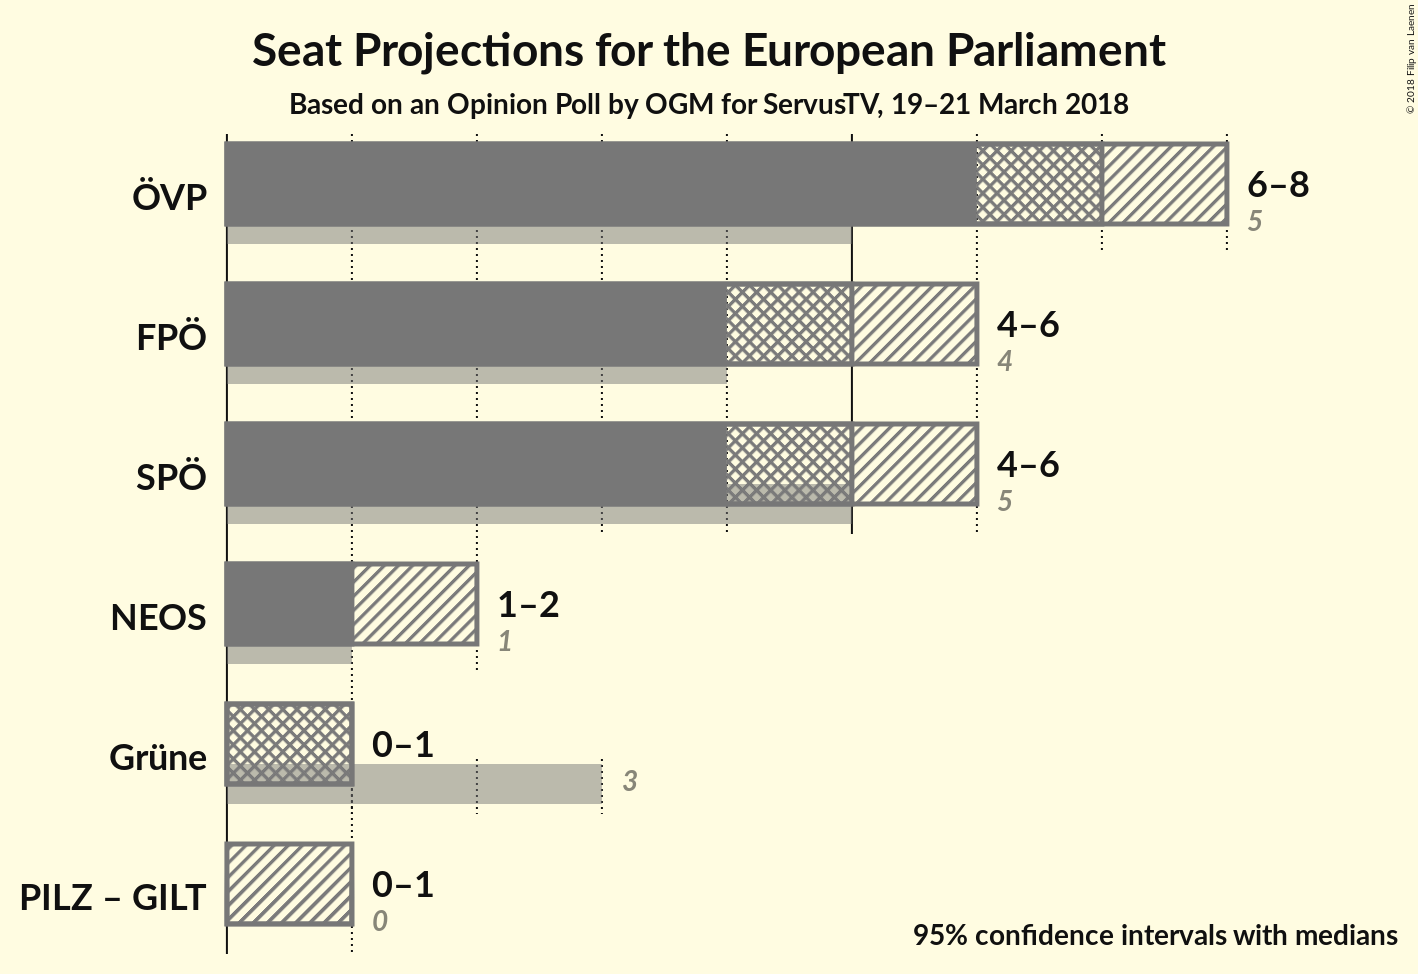 Seat Projections for the European Parliament
Based on an Opinion Poll by OGM for ServusTV, 19–21 March 2018
© 2018 Filip van Laenen
ÖVP
6–8
5
FPÖ
4–6
4
SPÖ
4–6
5
NEOS
1–2
1
Grüne
0–1
3
PILZ – GILT
0–1
0
95% confidence intervals with medians